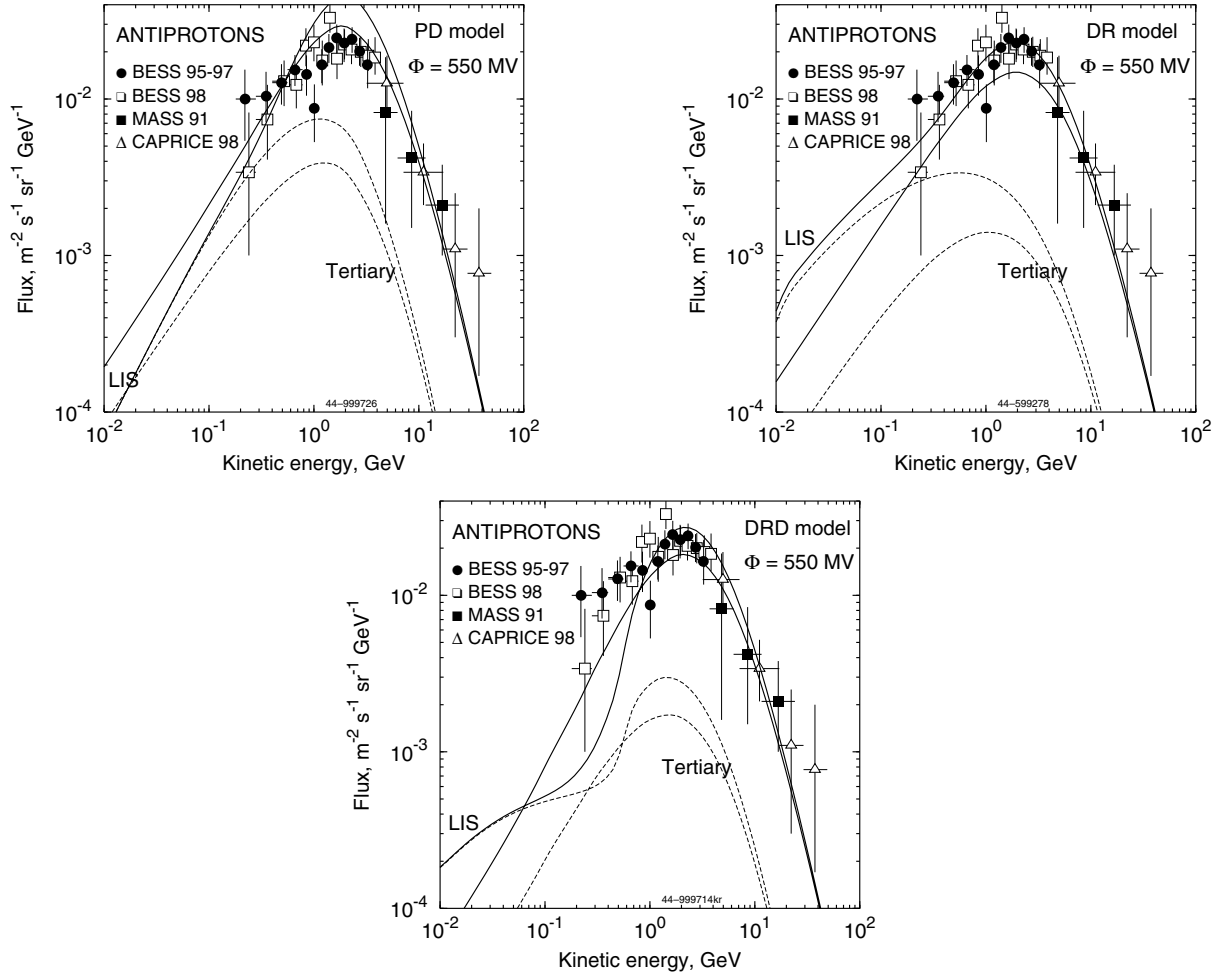 ANTIPROTONS
PD model
Φ = 550 MV
BESS 95-97
BESS 98
MASS 91
CAPRICE 98
Flux, m⁻² s⁻¹ sr⁻¹ GeV⁻¹
10⁻²
10⁻³
10⁻⁴
LIS
Tertiary
44–999726
10⁻² 10⁻¹ 10⁰ 10¹ 10²
Kinetic energy, GeV
ANTIPROTONS
DR model
Φ = 550 MV
BESS 95-97
BESS 98
MASS 91
CAPRICE 98
Flux, m⁻² s⁻¹ sr⁻¹ GeV⁻¹
10⁻²
10⁻³
10⁻⁴
LIS
Tertiary
44–599278
10⁻² 10⁻¹ 10⁰ 10¹ 10²
Kinetic energy, GeV
ANTIPROTONS
DRD model
Φ = 550 MV
BESS 95-97
BESS 98
MASS 91
CAPRICE 98
Flux, m⁻² s⁻¹ sr⁻¹ GeV⁻¹
10⁻²
10⁻³
10⁻⁴
LIS
Tertiary
44–999714kr
10⁻² 10⁻¹ 10⁰ 10¹ 10²
Kinetic energy, GeV